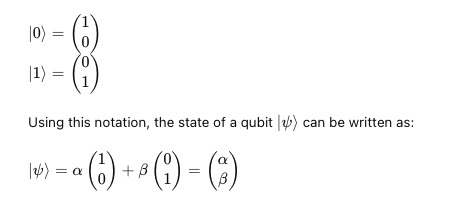 |0⟩ = (1 0)
|1⟩ = (0 1)
Using this notation, the state of a qubit |ψ⟩ can be written as:
|ψ⟩ = α (1 0) + β (0 1) = (α β)